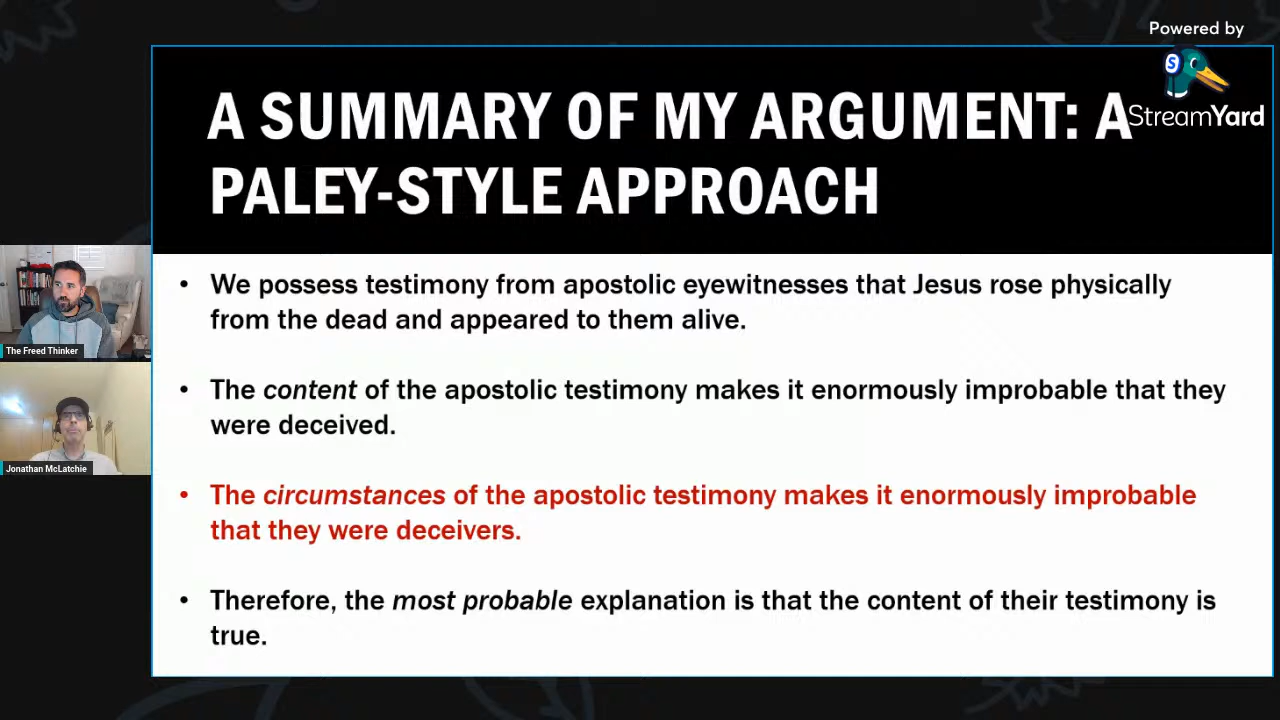 Powered by
StreamYard
A SUMMARY OF MY ARGUMENT: A
PALEY-STYLE APPROACH
• We possess testimony from apostolic eyewitnesses that Jesus rose physically
from the dead and appeared to them alive.
• The content of the apostolic testimony makes it enormously improbable that they
were deceived.
• The circumstances of the apostolic testimony makes it enormously improbable
that they were deceivers.
• Therefore, the most probable explanation is that the content of their testimony is
true.
The Freed Thinker
Jonathan McLatchie